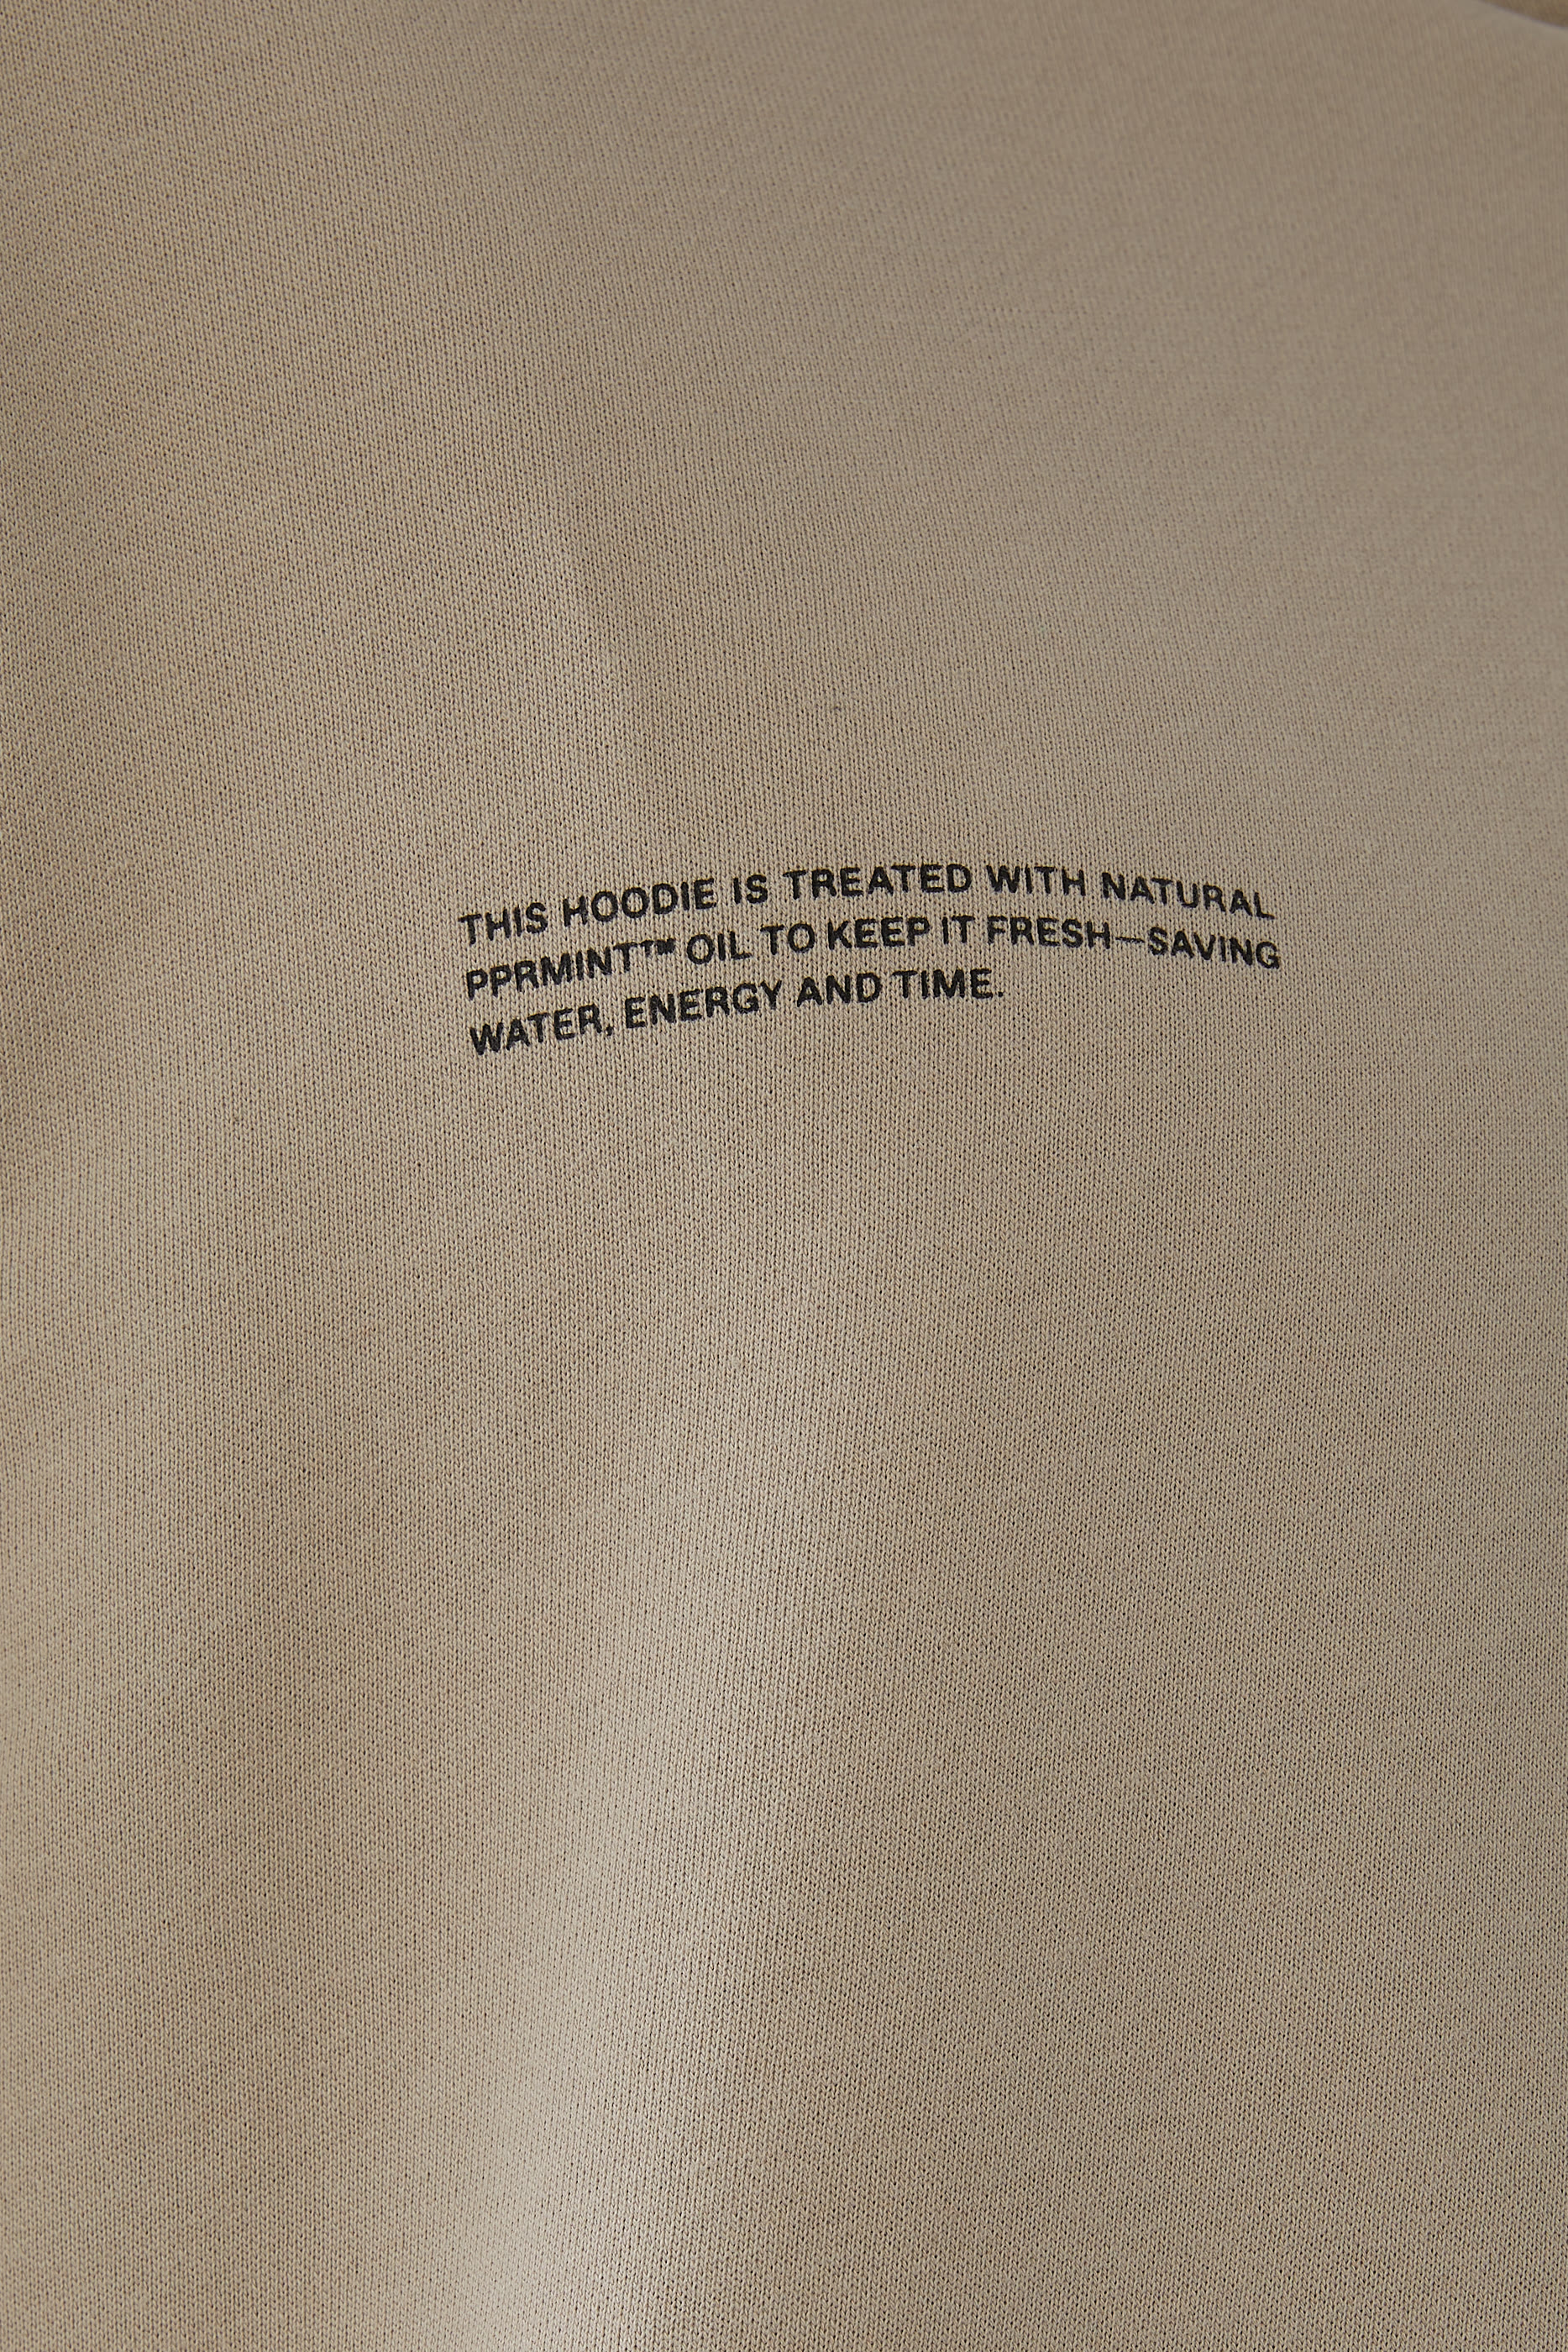 THIS HOODIE IS TREATED WITH NATURAL
PPRMINT™ OIL TO KEEP IT FRESH—SAVING
WATER, ENERGY AND TIME.